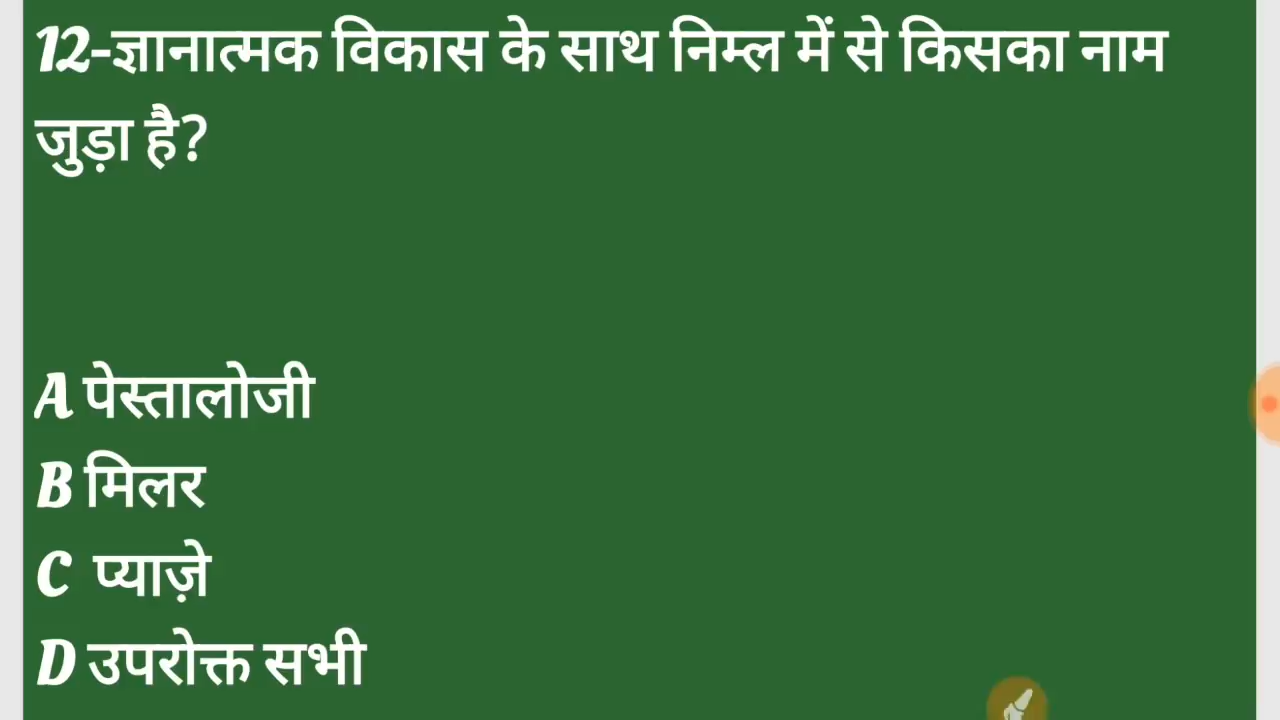 12-ज्ञानात्मक विकास के साथ निम्ल में से किसका नाम
जुड़ा है?
A पेस्तालोजी
B मिलर
C प्याज़े
D उपरोक्त सभी